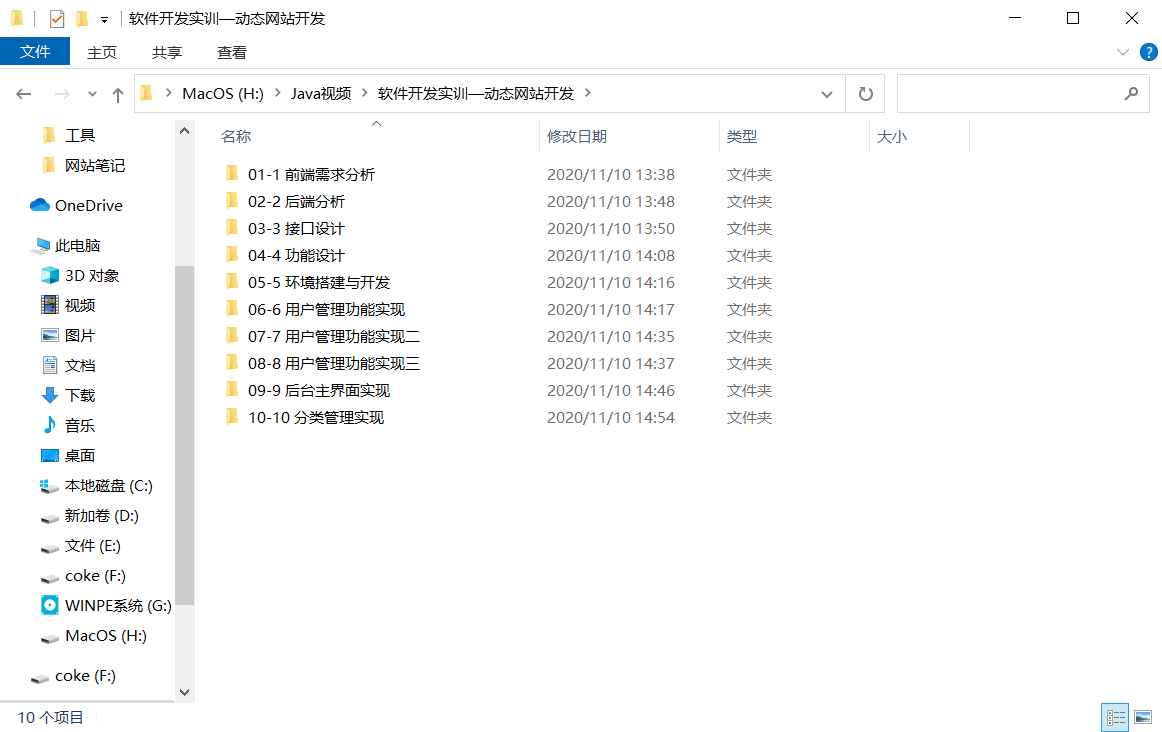 软件开发实训—动态网站开发
文件 主页 共享 查看
MacOS (H:) Java视频 软件开发实训—动态网站开发
工具
网站笔记
OneDrive
此电脑
3D 对象
视频
图片
文档
下载
音乐
桌面
本地磁盘 (C:)
新加卷 (D:)
文件 (E:)
coke (F:)
WINPE系统 (G:)
MacOS (H:)
coke (F:)
名称 修改日期 类型 大小
01-1 前端需求分析 2020/11/10 13:38 文件夹
02-2 后端分析 2020/11/10 13:48 文件夹
03-3 接口设计 2020/11/10 13:50 文件夹
04-4 功能设计 2020/11/10 14:08 文件夹
05-5 环境搭建与开发 2020/11/10 14:16 文件夹
06-6 用户管理功能实现 2020/11/10 14:17 文件夹
07-7 用户管理功能实现二 2020/11/10 14:35 文件夹
08-8 用户管理功能实现三 2020/11/10 14:37 文件夹
09-9 后台主界面实现 2020/11/10 14:46 文件夹
10-10 分类管理实现 2020/11/10 14:54 文件夹
10 个项目